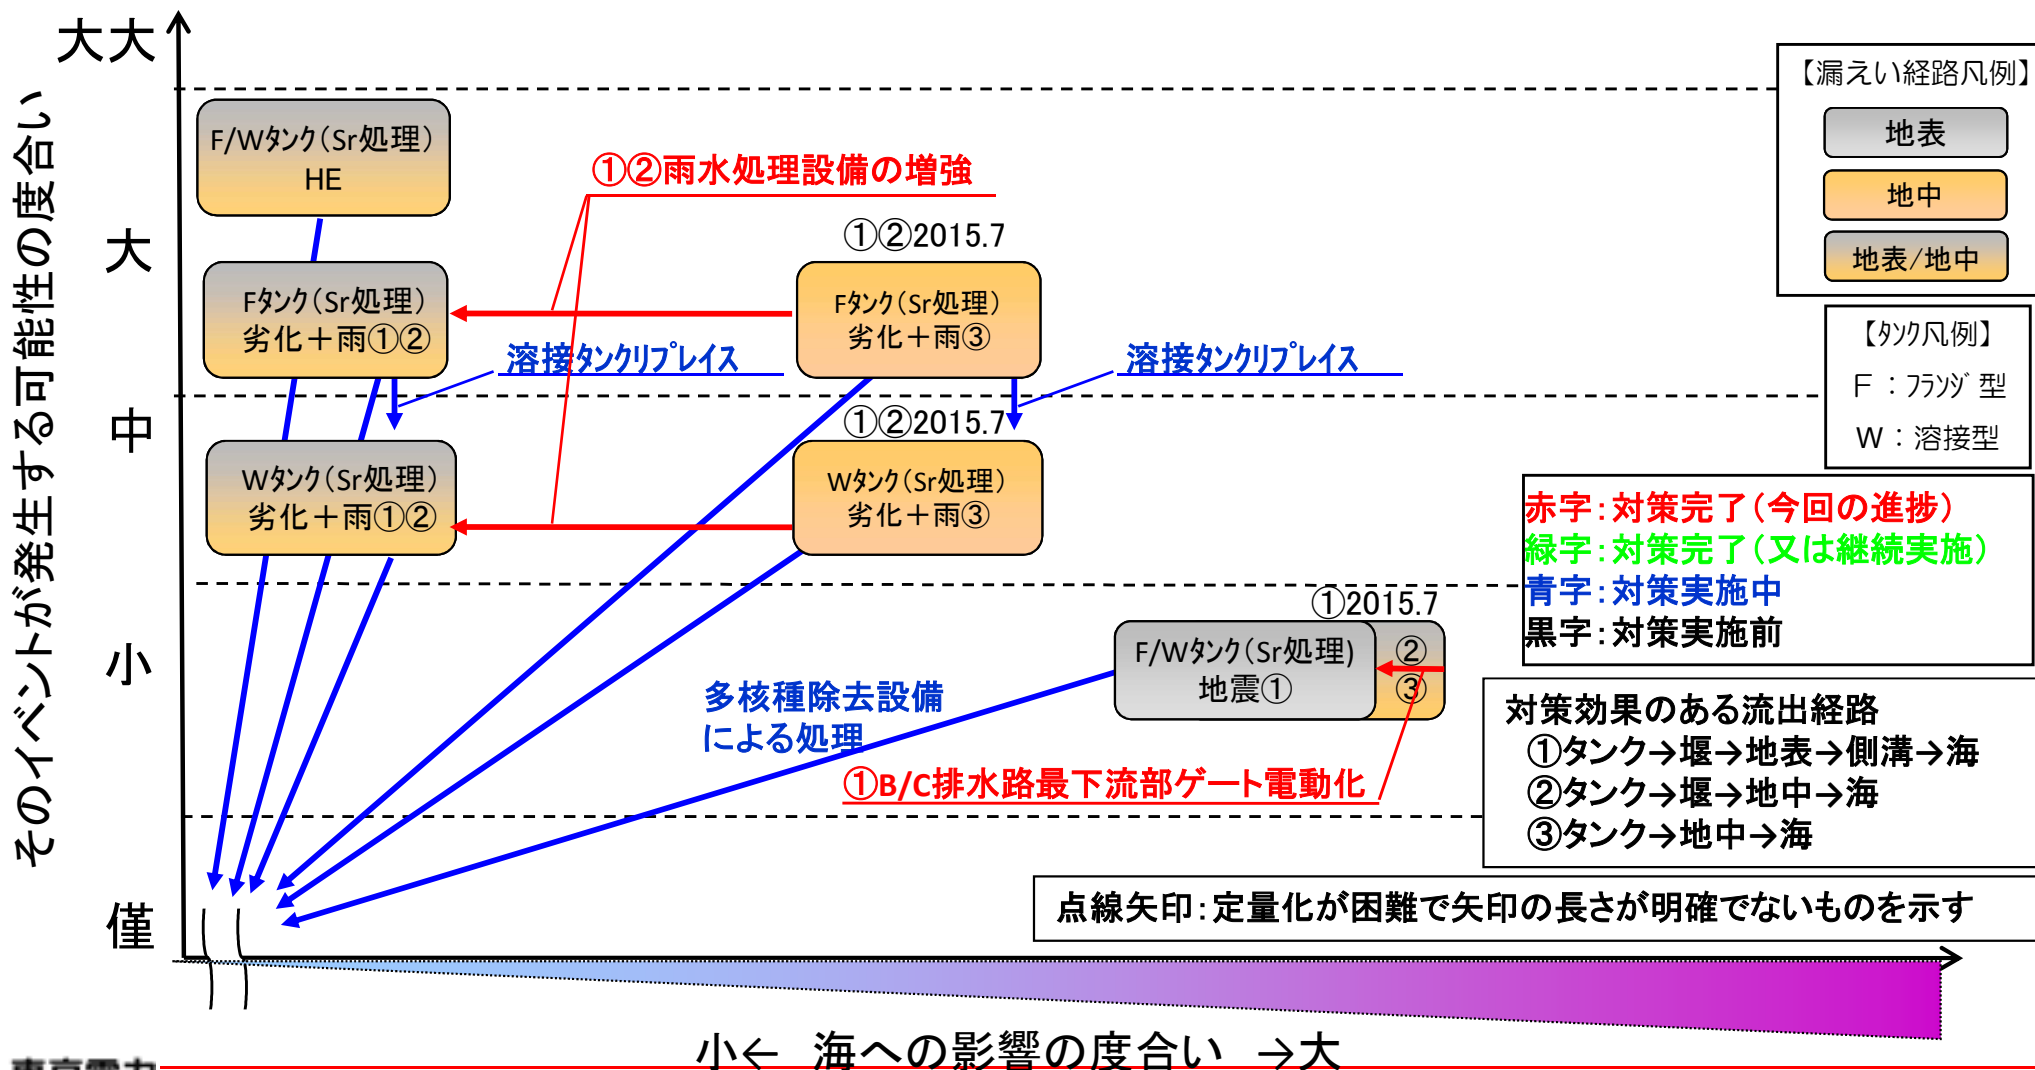 大大
そのイベントが発生する可能性の度合い
大
中
小
僅
F/Wタンク(Sr処理)
HE
①②雨水処理設備の増強
①②2015.7
Fタンク(Sr処理)
劣化＋雨①②
Fタンク(Sr処理)
劣化＋雨③
溶接タンクリプレイス
溶接タンクリプレイス
①②2015.7
Wタンク(Sr処理)
劣化＋雨①②
Wタンク(Sr処理)
劣化＋雨③
①2015.7
F/Wタンク(Sr処理)
地震①
②
③
多核種除去設備
による処理
①B/C排水路最下流部ゲート電動化
【漏えい経路凡例】
地表
地中
地表/地中
【タンク凡例】
F：フランジ型
W：溶接型
赤字：対策完了(今回の進捗)
緑字：対策完了(又は継続実施)
青字：対策実施中
黒字：対策実施前
対策効果のある流出経路
①タンク→堰→地表→側溝→海
②タンク→堰→地中→海
③タンク→地中→海
点線矢印：定量化が困難で矢印の長さが明確でないものを示す
小← 海への影響の度合い →大
東京電力